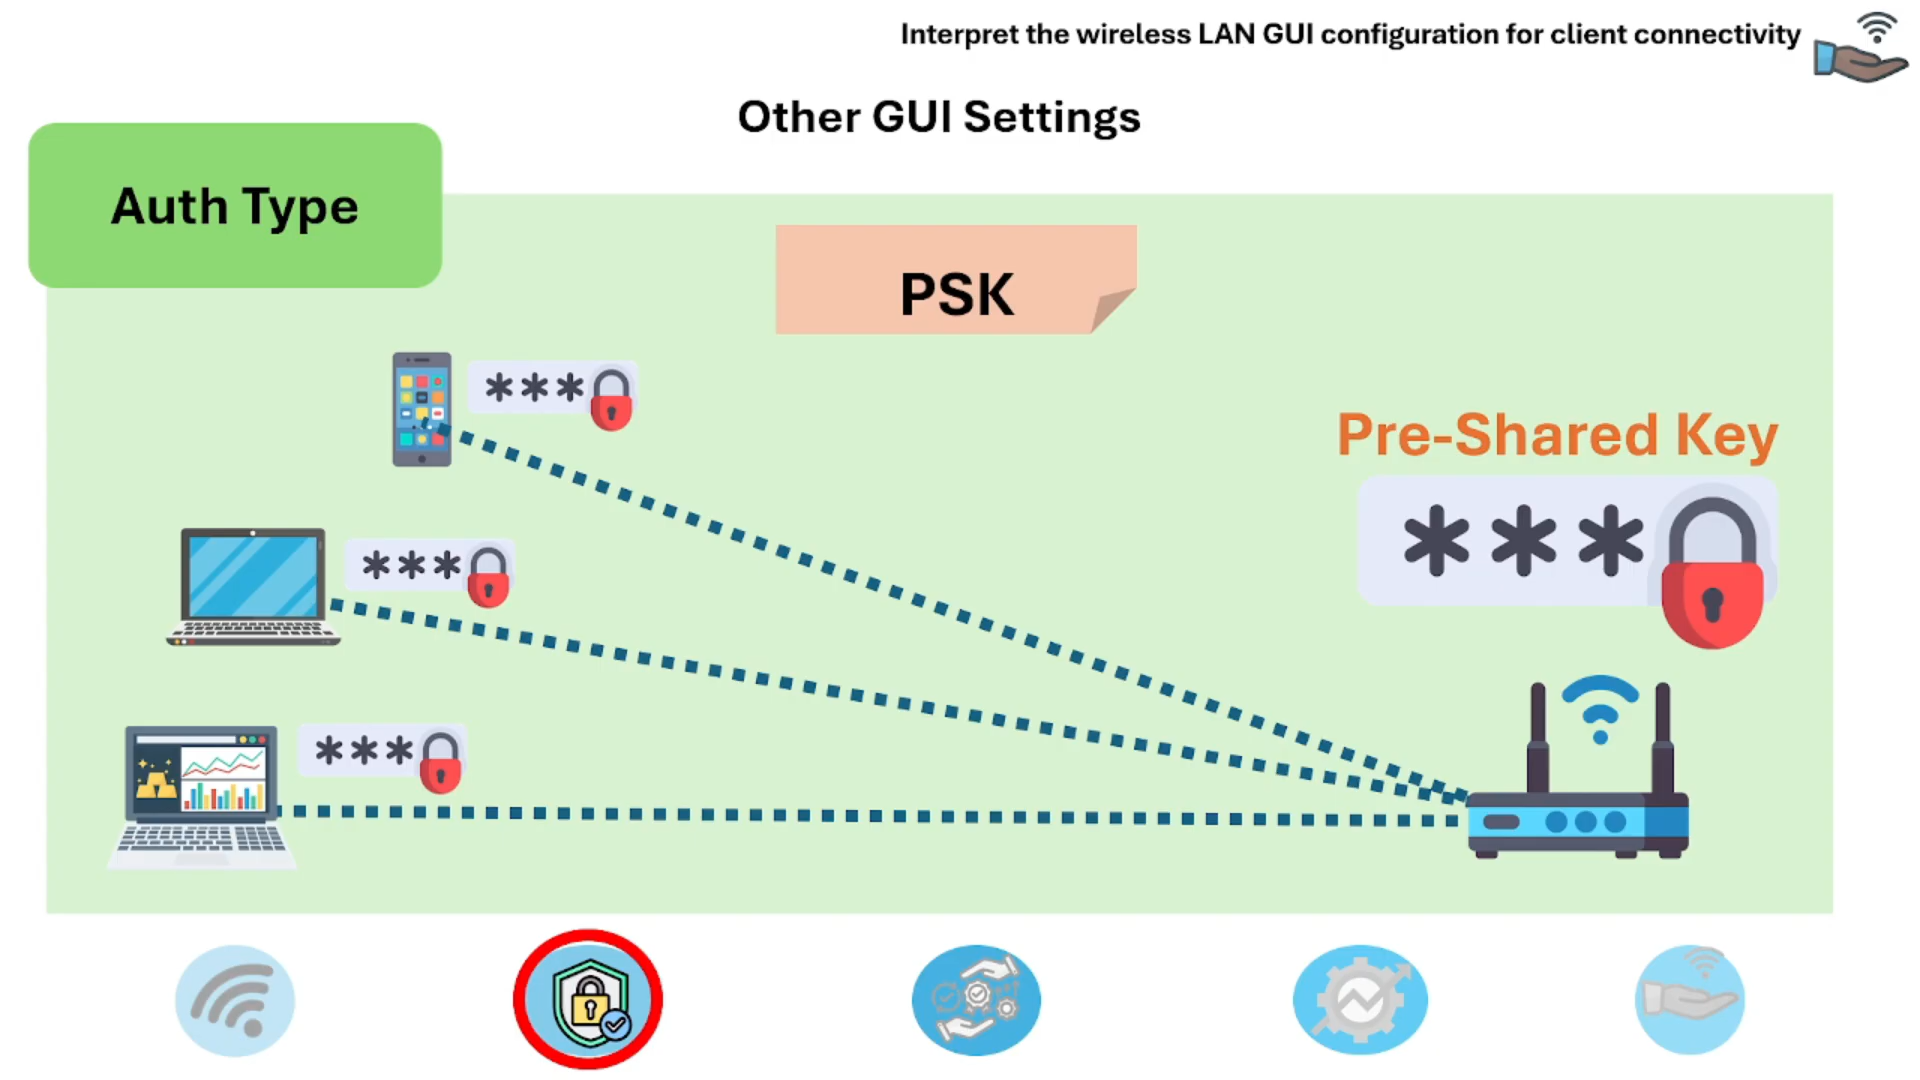 Interpret the wireless LAN GUI configuration for client connectivity
Other GUI Settings
Auth Type
PSK
***
Pre-Shared Key
***
***
***